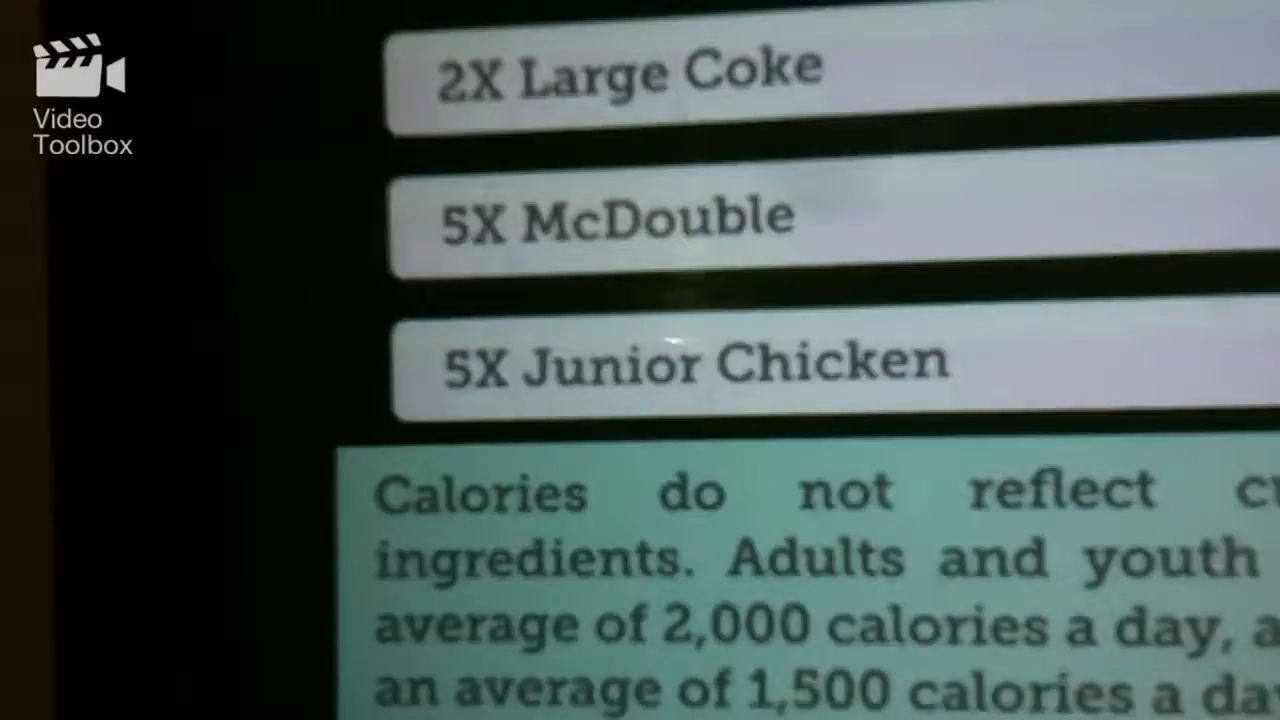 Video
Toolbox
2X Large Coke
5X McDouble
5X Junior Chicken
Calories do not reflect
ingredients. Adults and youth
average of 2,000 calories a day,
an average of 1,500 calories a